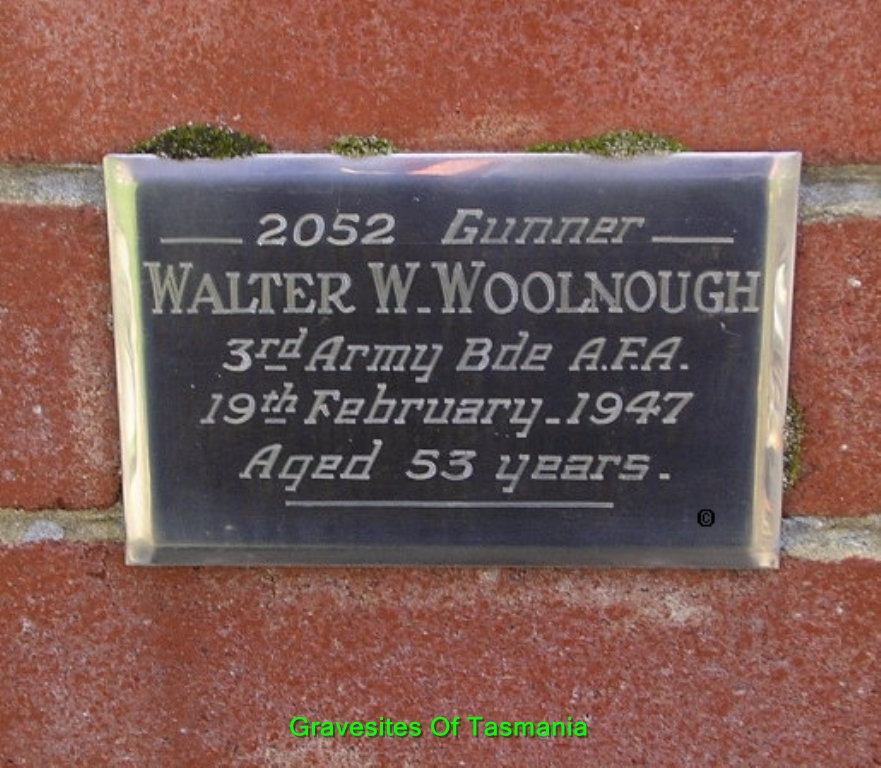 2052 Gunner
WALTER W. WOOLNOUGH
3rd Army Bde A.F.A.
19th February. 1947
Aged 53 years.
©
Gravesites Of Tasmania